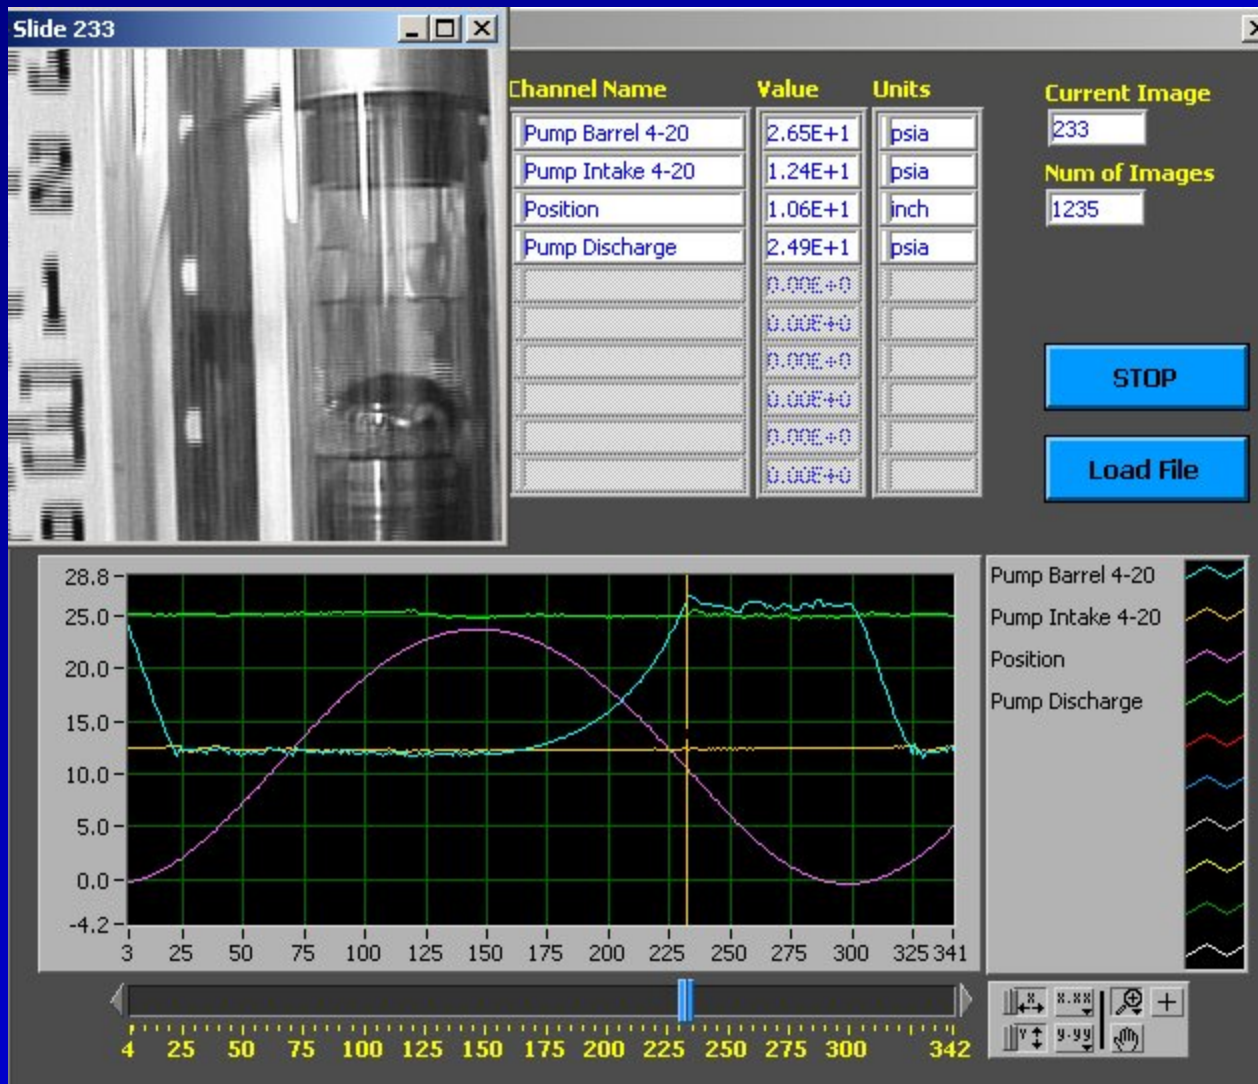 Slide 233
Channel Name Value Units
Pump Barrel 4-20 2.65E+1 psia
Pump Intake 4-20 1.24E+1 psia
Position 1.06E+1 inch
Pump Discharge 2.49E+1 psia
0.00E+0
0.00E+0
0.00E+0
0.00E+0
0.00E+0
0.00E+0
Current Image
233
Num of Images
1235
STOP
Load File
-2
-1
28.8
25.0
20.0
15.0
10.0
5.0
0.0
-4.2
3 25 50 75 100 125 150 175 200 225 250 275 300 325 341
Pump Barrel 4-20
Pump Intake 4-20
Position
Pump Discharge
4 25 50 75 100 125 150 175 200 225 250 275 300 342
X X.XX
Y Y.YY